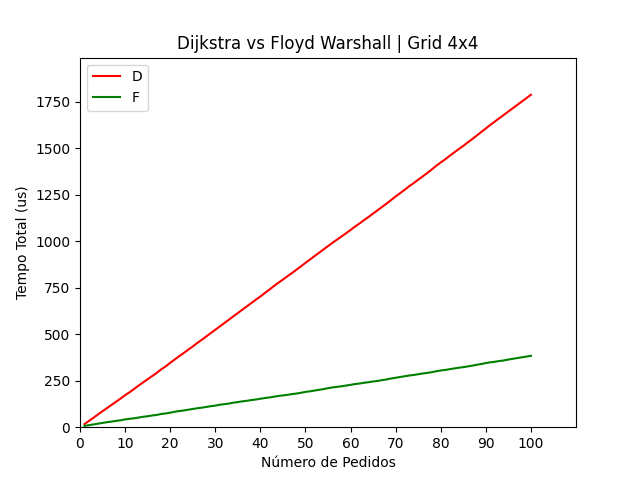 Dijkstra vs Floyd Warshall | Grid 4x4
D
F
1750
1500
1250
1000
750
500
250
0
Tempo Total (us)
0 10 20 30 40 50 60 70 80 90 100
Número de Pedidos